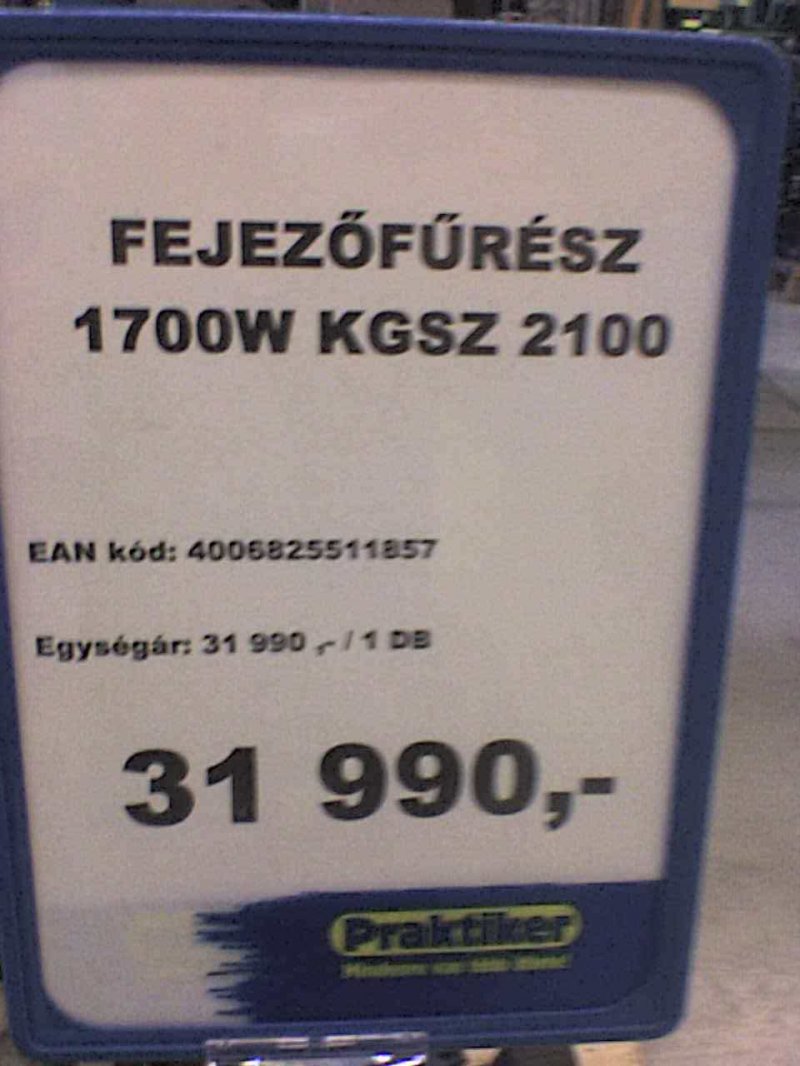 FEJEZŐFŰRÉSZ
1700W KGSZ 2100
EAN kód: 4006825511857
Egységár: 31 990 ,- / 1 DB
31 990,-
Praktiker